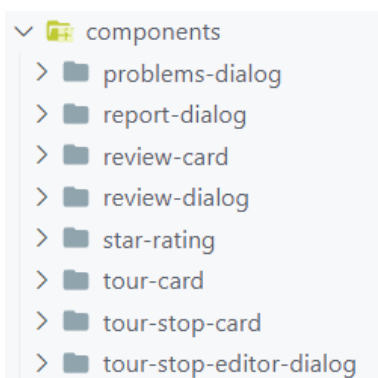 components
problems-dialog
report-dialog
review-card
review-dialog
star-rating
tour-card
tour-stop-card
tour-stop-editor-dialog